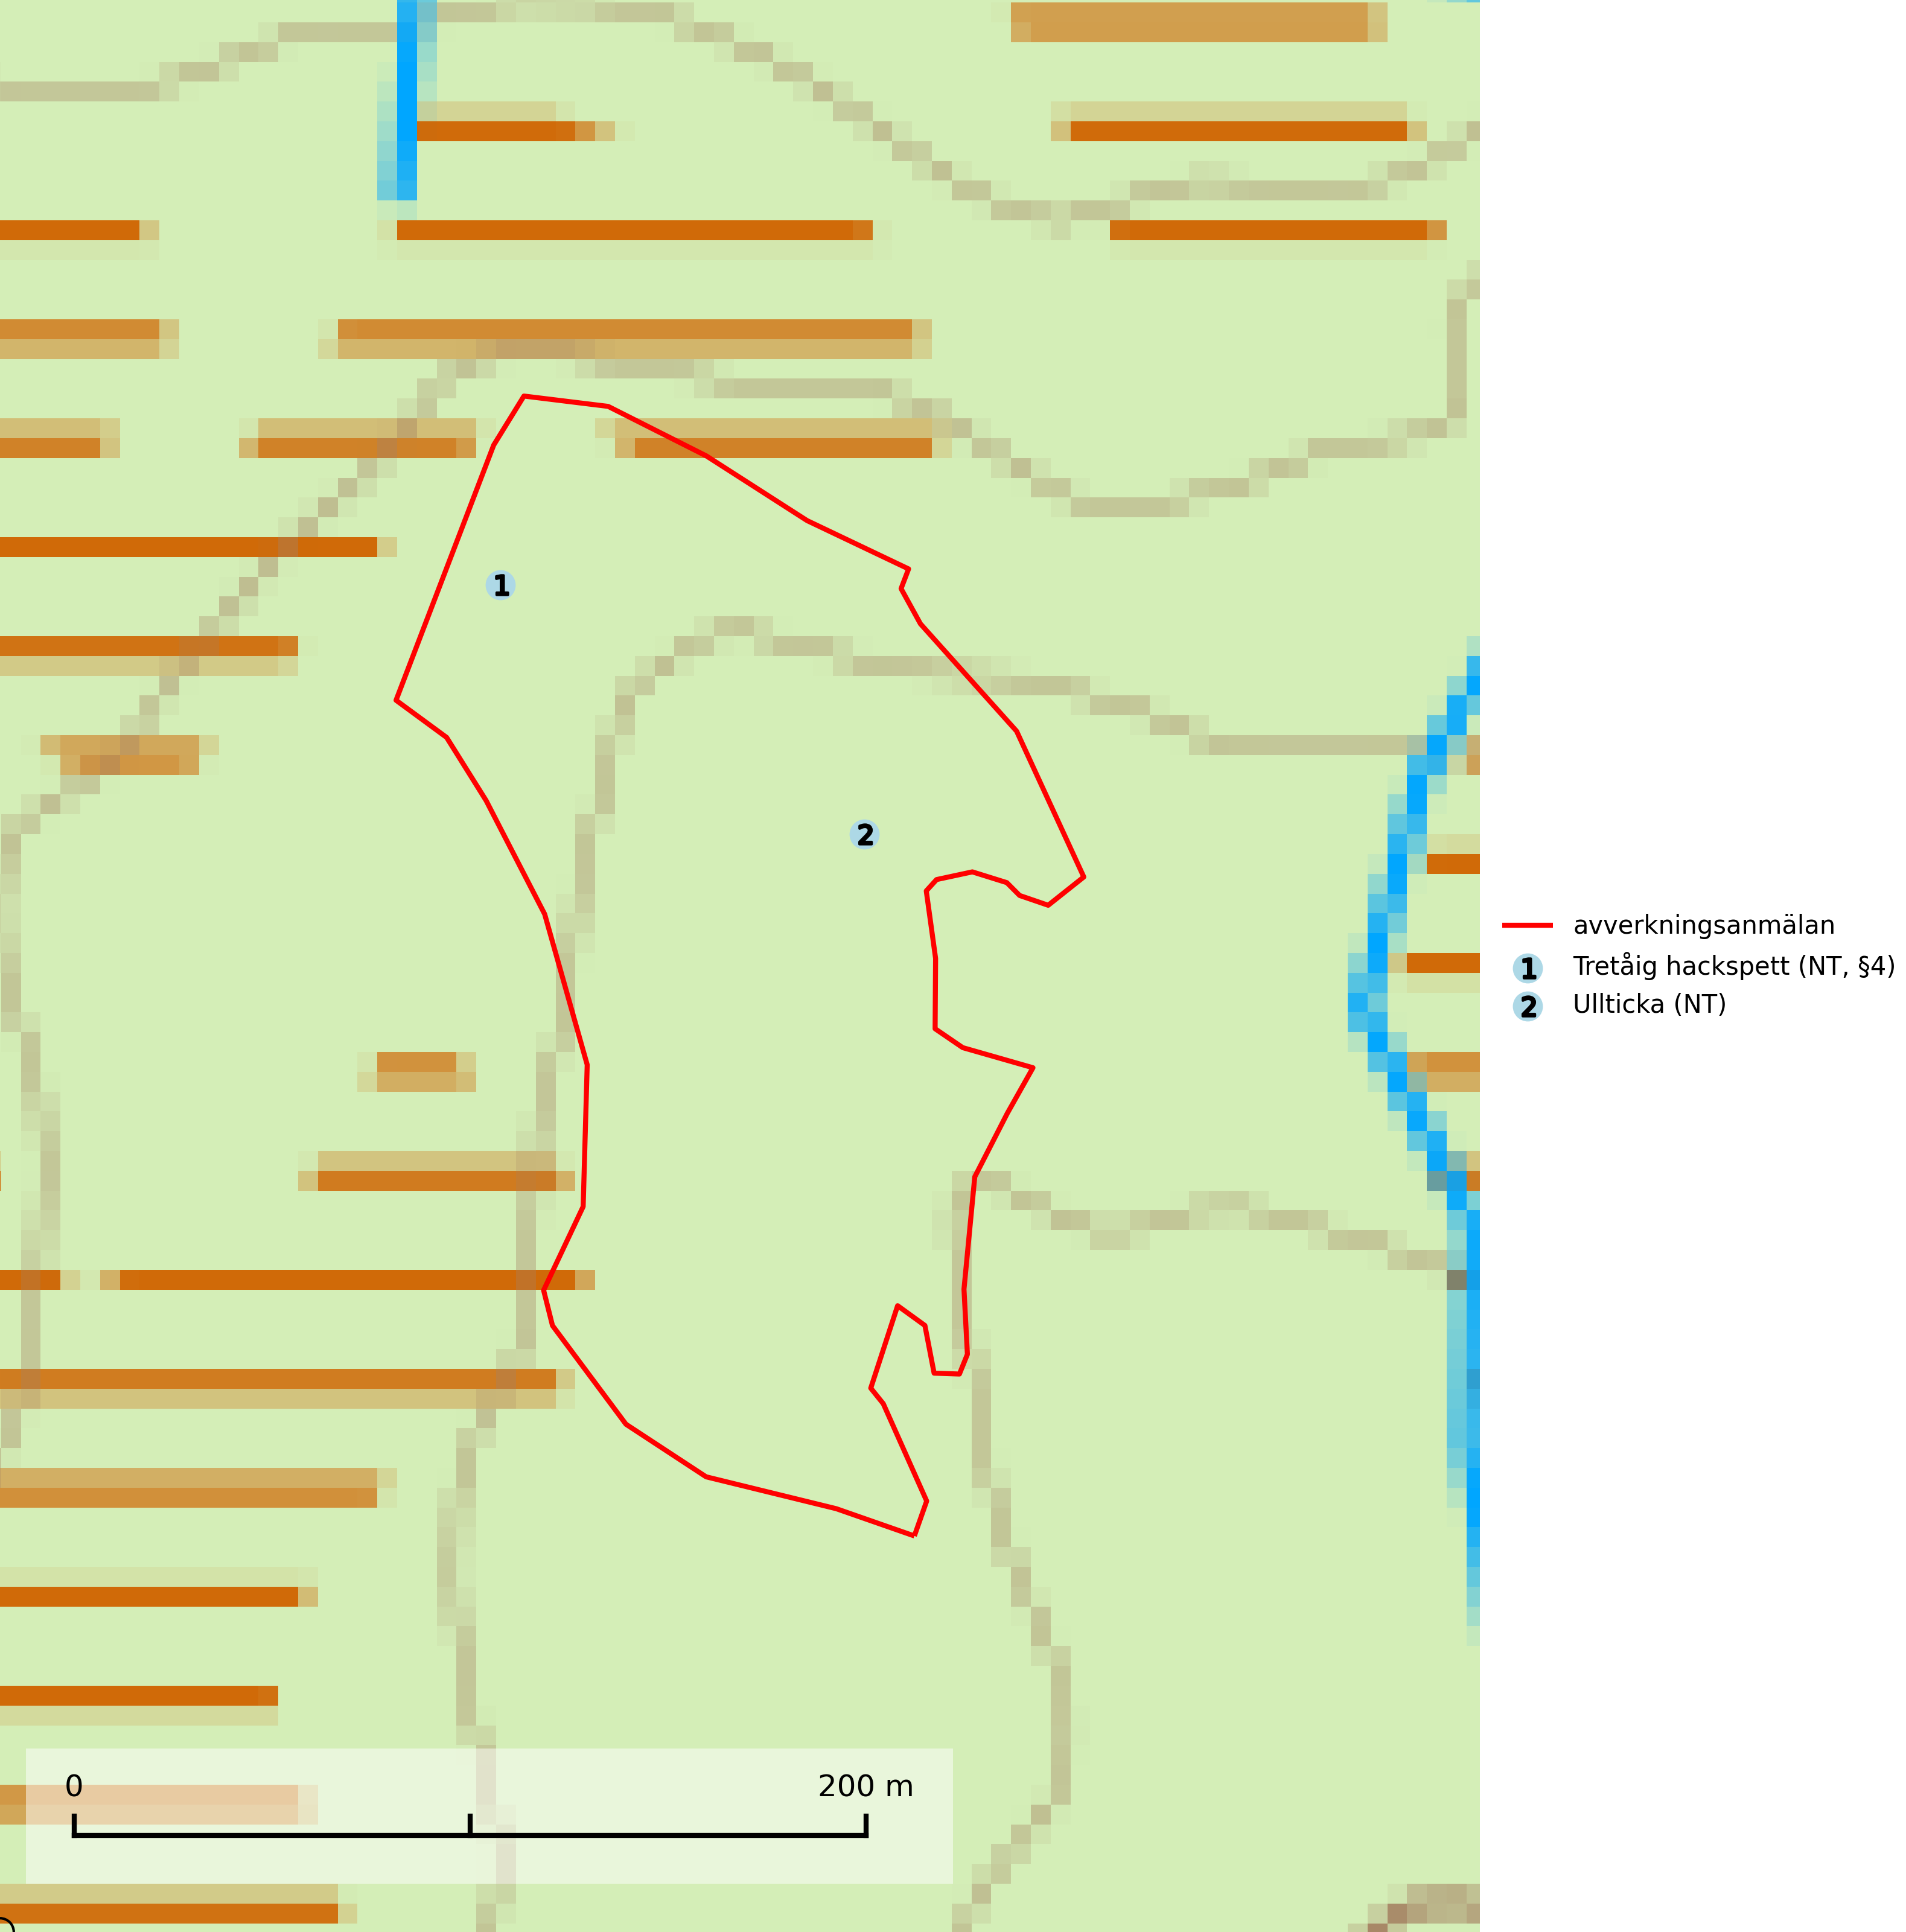 1
2
avverkningsanmälan
1 Tretåig hackspett (NT, §4)
2 Ullticka (NT)
0 200 m